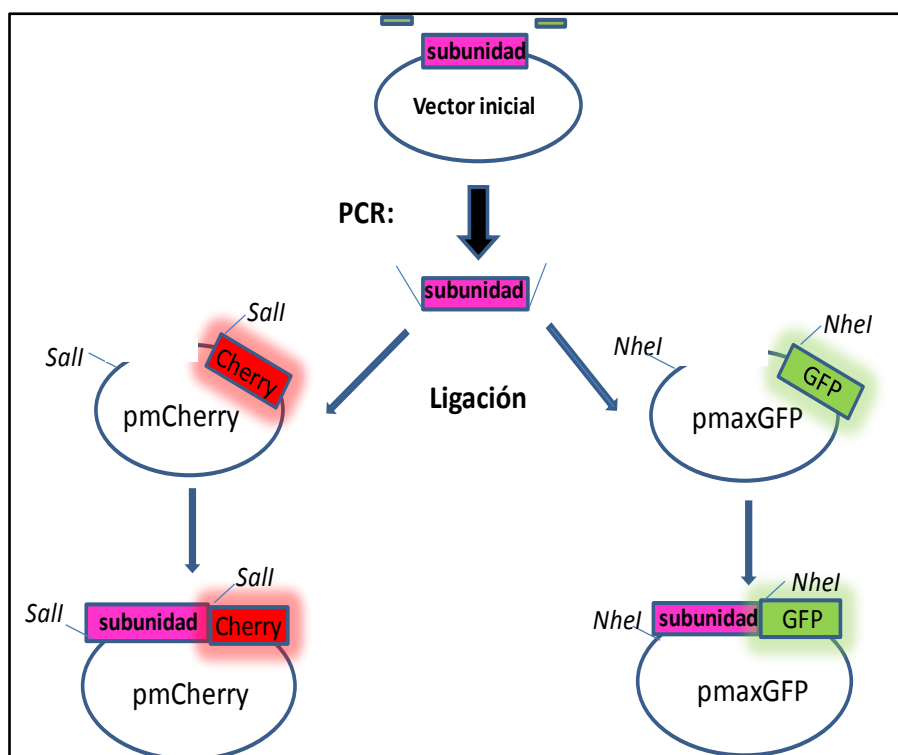 subunidad
Vector inicial
PCR:
subunidad
SalI
SalI
Cherry
pmCherry
Ligación
NheI
NheI
GFP
pmaxGFP
SalI
SalI
subunidad
Cherry
pmCherry
NheI
NheI
subunidad
GFP
pmaxGFP